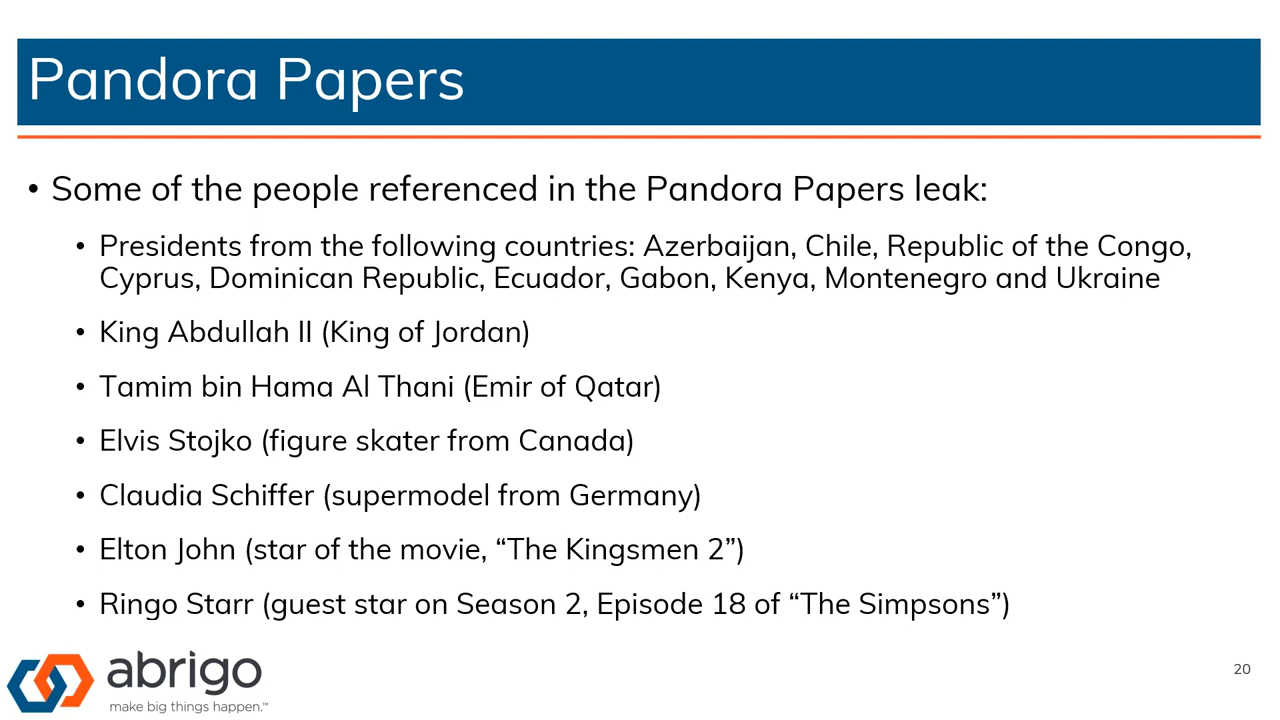 Pandora Papers
• Some of the people referenced in the Pandora Papers leak:
• Presidents from the following countries: Azerbaijan, Chile, Republic of the Congo,
Cyprus, Dominican Republic, Ecuador, Gabon, Kenya, Montenegro and Ukraine
• King Abdullah II (King of Jordan)
• Tamim bin Hama Al Thani (Emir of Qatar)
• Elvis Stojko (figure skater from Canada)
• Claudia Schiffer (supermodel from Germany)
• Elton John (star of the movie, “The Kingsmen 2”)
• Ringo Starr (guest star on Season 2, Episode 18 of “The Simpsons”)
abrigo
make big things happen.™
20